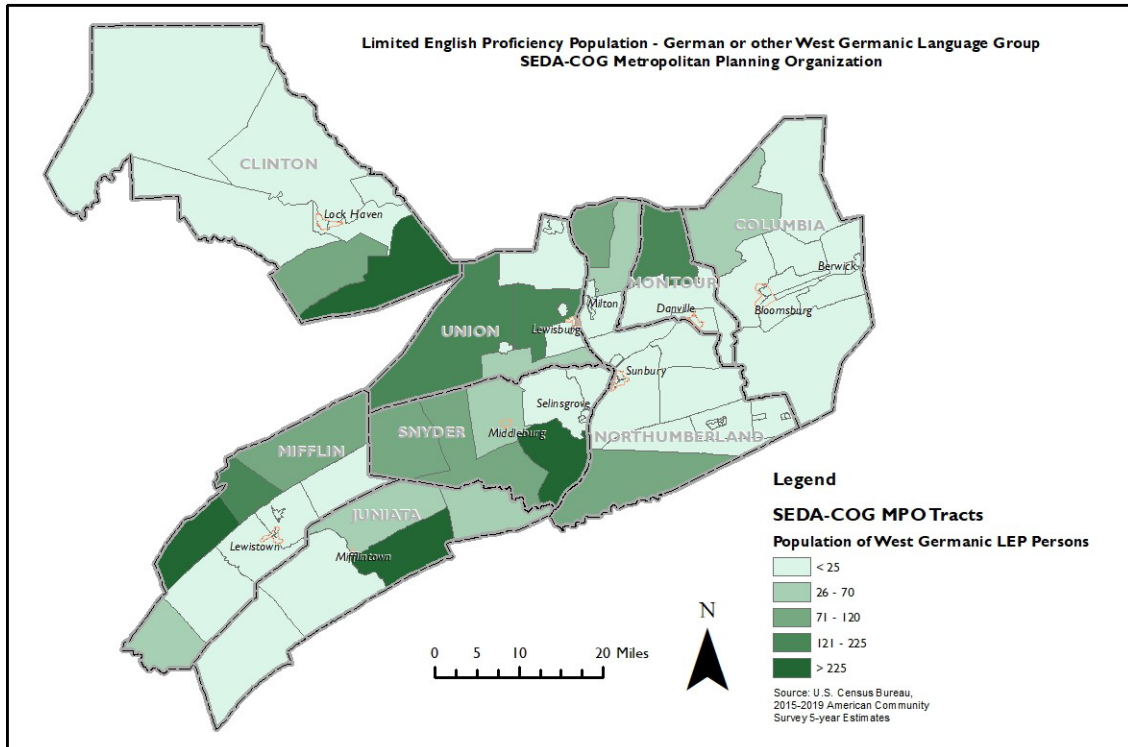 Limited English Proficiency Population - German or other West Germanic Language Group
SEDA-COG Metropolitan Planning Organization
CLINTON
Lock Haven
COLUMBIA
Berwick
MONTOUR
Milton
Danville
Bloomsburg
UNION
Lewisburg
Sunbury
Selinsgrove
SNYDER
Middleburg
NORTHUMBERLAND
MIFFLIN
JUNIATA
Lewistown
Mifflintown
Legend
SEDA-COG MPO Tracts
Population of West Germanic LEP Persons
< 25
26 - 70
71 - 120
121 - 225
> 225
N
0 5 10 20 Miles
Source: U.S. Census Bureau,
2015-2019 American Community
Survey 5-year Estimates